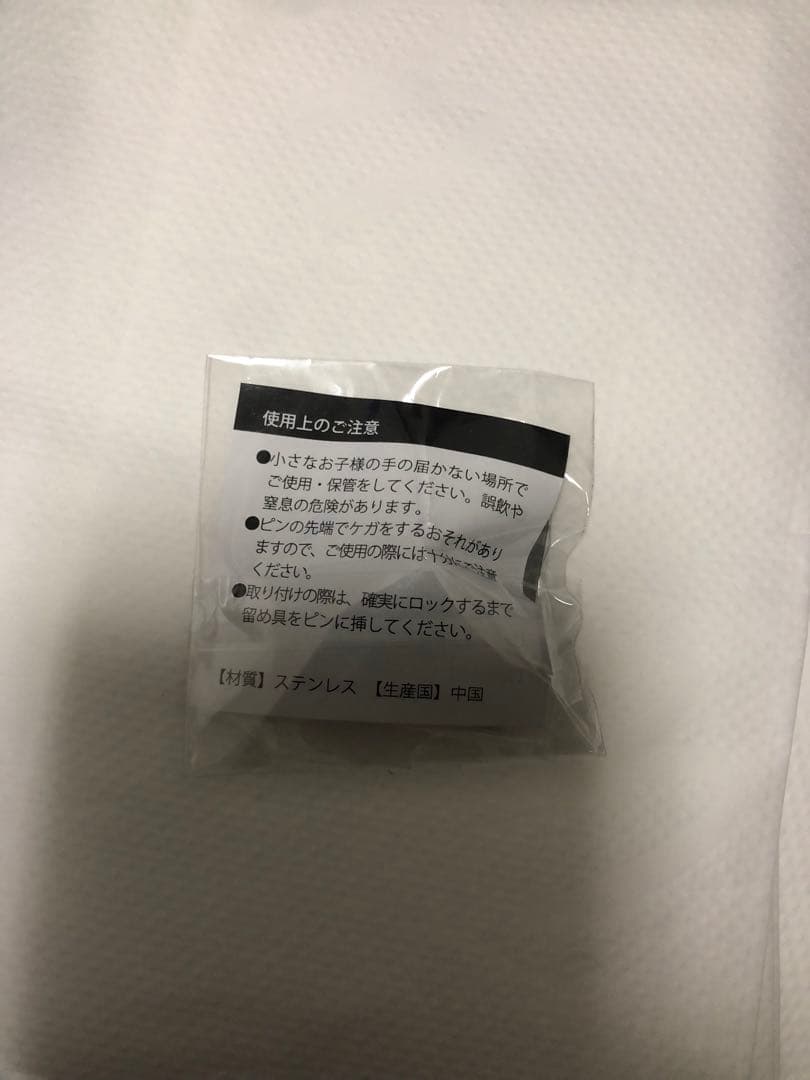 使用上のご注意
●小さなお子様の手の届かない場所で
ご使用・保管をしてください。誤飲や
窒息の危険があります。
●ピンの先端でケガをするおそれがあり
ますので、ご使用の際には十分にご注意
ください。
●取り付けの際は、確実にロックするまで
留め具をピンに挿してください。
【材質】ステンレス 【生産国】中国